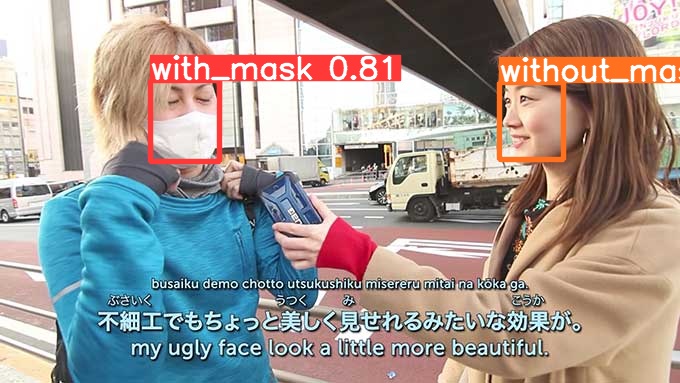 with_mask 0.81
without_mas
JOY!
busaiku demo chotto utsukushiku misereru mitai na kōka ga.
ぶさいく うつく み こうか
不細工でもちょっと美しく見せれるみたいな効果が。
my ugly face look a little more beautiful.